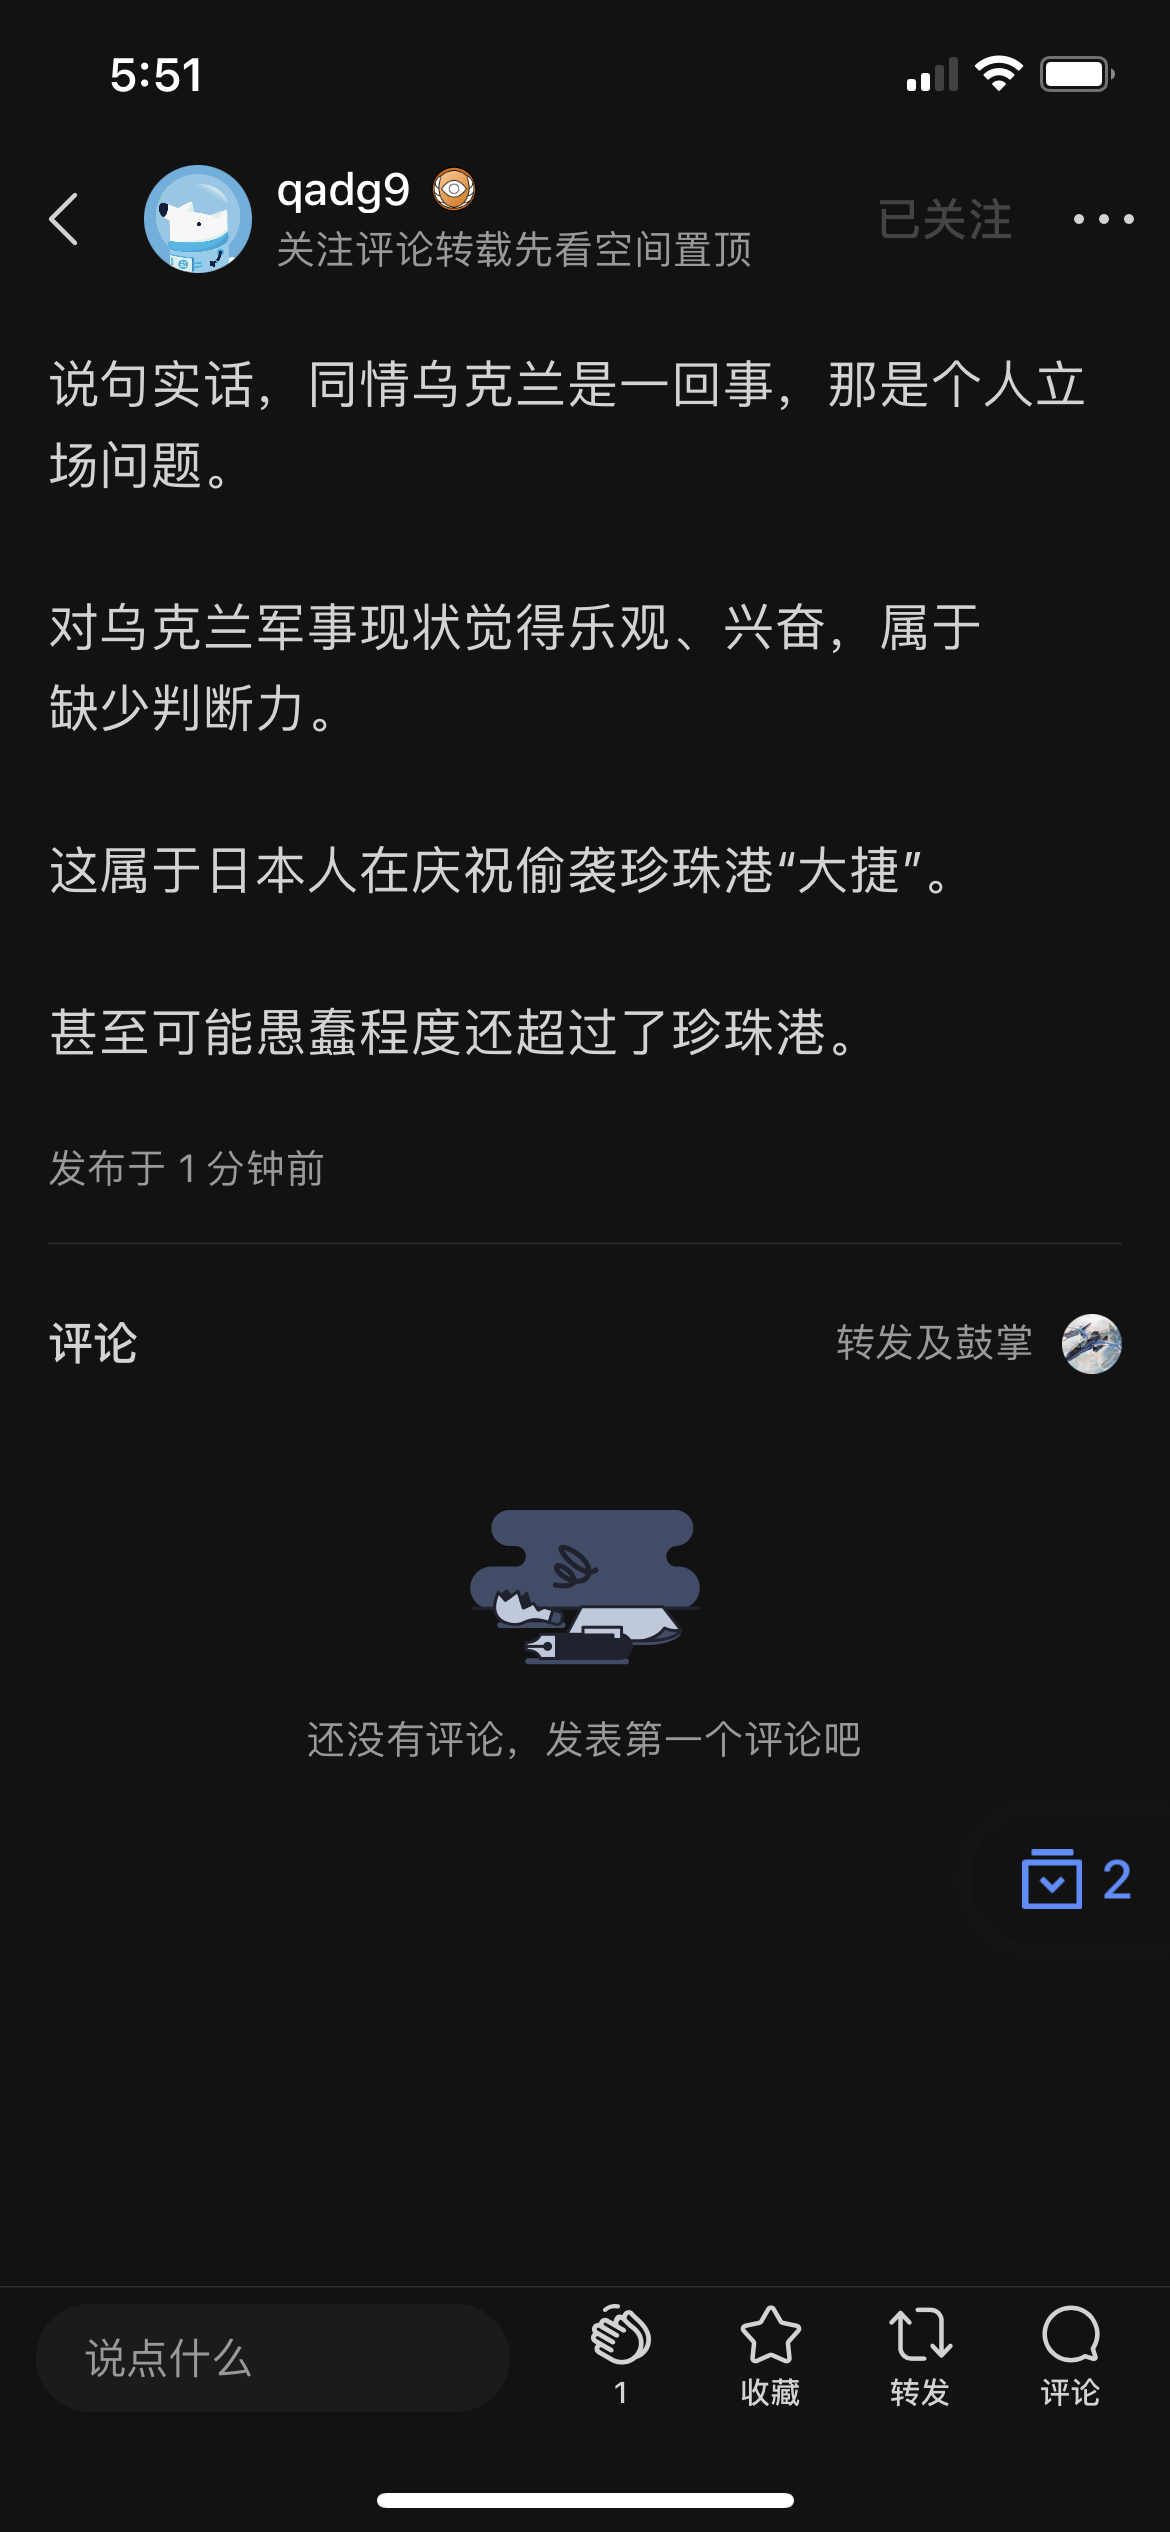 5:51
qadg9
关注评论转载先看空间置顶
已关注
说句实话，同情乌克兰是一回事，那是个人立
场问题。
对乌克兰军事现状觉得乐观、兴奋，属于
缺少判断力。
这属于日本人在庆祝偷袭珍珠港“大捷”。
甚至可能愚蠢程度还超过了珍珠港。
发布于 1 分钟前
评论
转发及鼓掌
还没有评论，发表第一个评论吧
2
说点什么
1
收藏
转发
评论